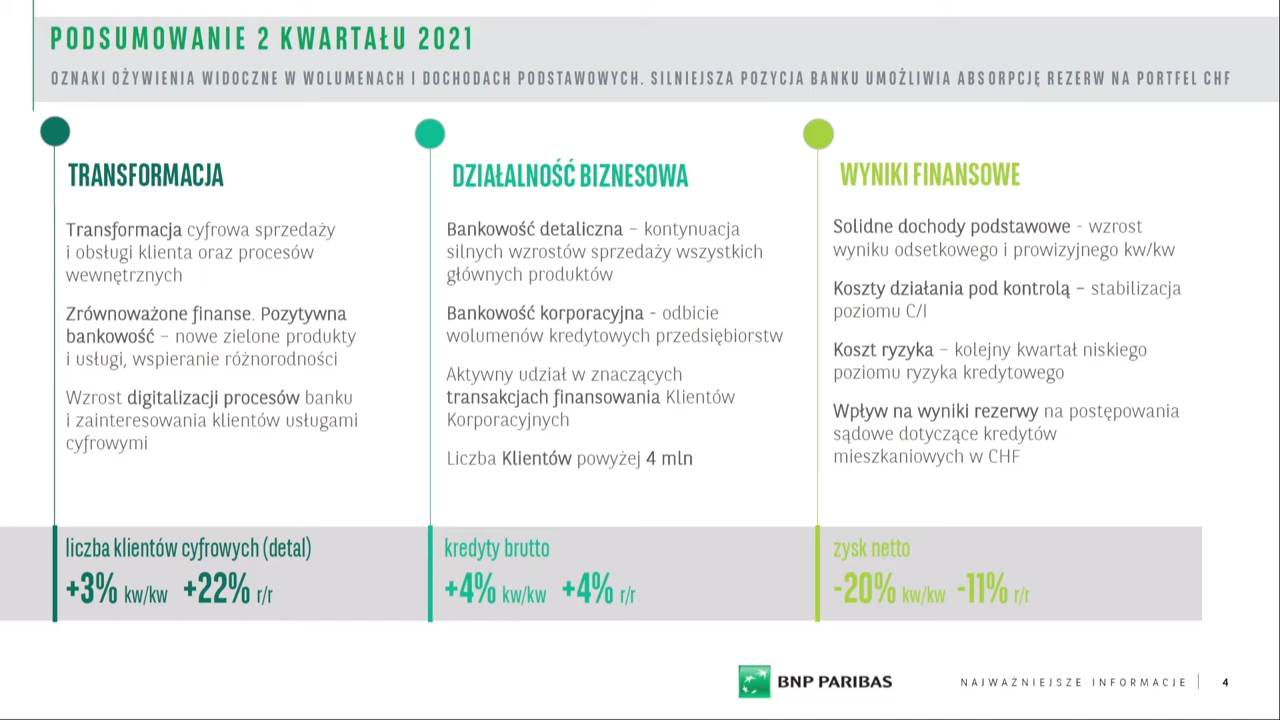 PODSUMOWANIE 2 KWARTAŁU 2021
OZNAKI OŻYWIENIA WIDOCZNE W WOLUMENACH I DOCHODACH PODSTAWOWYCH. SILNIEJSZA POZYCJA BANKU UMOŻLIWIA ABSORPCJĘ REZERW NA PORTFEL CHF
TRANSFORMACJA
Transformacja cyfrowa sprzedaży
i obsługi klienta oraz procesów
wewnętrznych
Zrównoważone finanse. Pozytywna
bankowość – nowe zielone produkty
i usługi, wspieranie różnorodności
Wzrost digitalizacji procesów banku
i zainteresowania klientów usługami
cyfrowymi
liczba klientów cyfrowych (detal)
+3% kw/kw +22% r/r
DZIAŁALNOŚĆ BIZNESOWA
Bankowość detaliczna – kontynuacja
silnych wzrostów sprzedaży wszystkich
głównych produktów
Bankowość korporacyjna - odbicie
wolumenów kredytowych przedsiębiorstw
Aktywny udział w znaczących
transakcjach finansowania Klientów
Korporacyjnych
Liczba Klientów powyżej 4 mln
kredyty brutto
+4% kw/kw +4% r/r
WYNIKI FINANSOWE
Solidne dochody podstawowe - wzrost
wyniku odsetkowego i prowizyjnego kw/kw
Koszty działania pod kontrolą – stabilizacja
poziomu C/I
Koszt ryzyka – kolejny kwartał niskiego
poziomu ryzyka kredytowego
Wpływ na wyniki rezerwy na postępowania
sądowe dotyczące kredytów
mieszkaniowych w CHF
zysk netto
-20% kw/kw -11% r/r
BNP PARIBAS
NAJWAŻNIEJSZE INFORMACJE
4